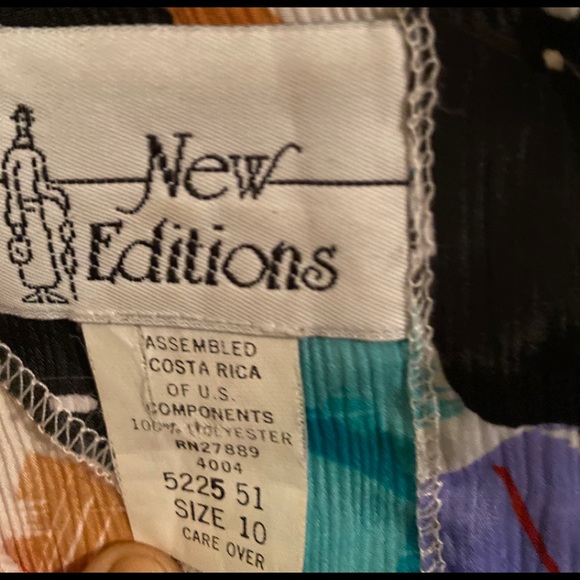 New
Editions
ASSEMBLED
COSTA RICA
OF U.S.
COMPONENTS
100% POLYESTER
RN27889
4004
5225 51
SIZE 10
CARE OVER